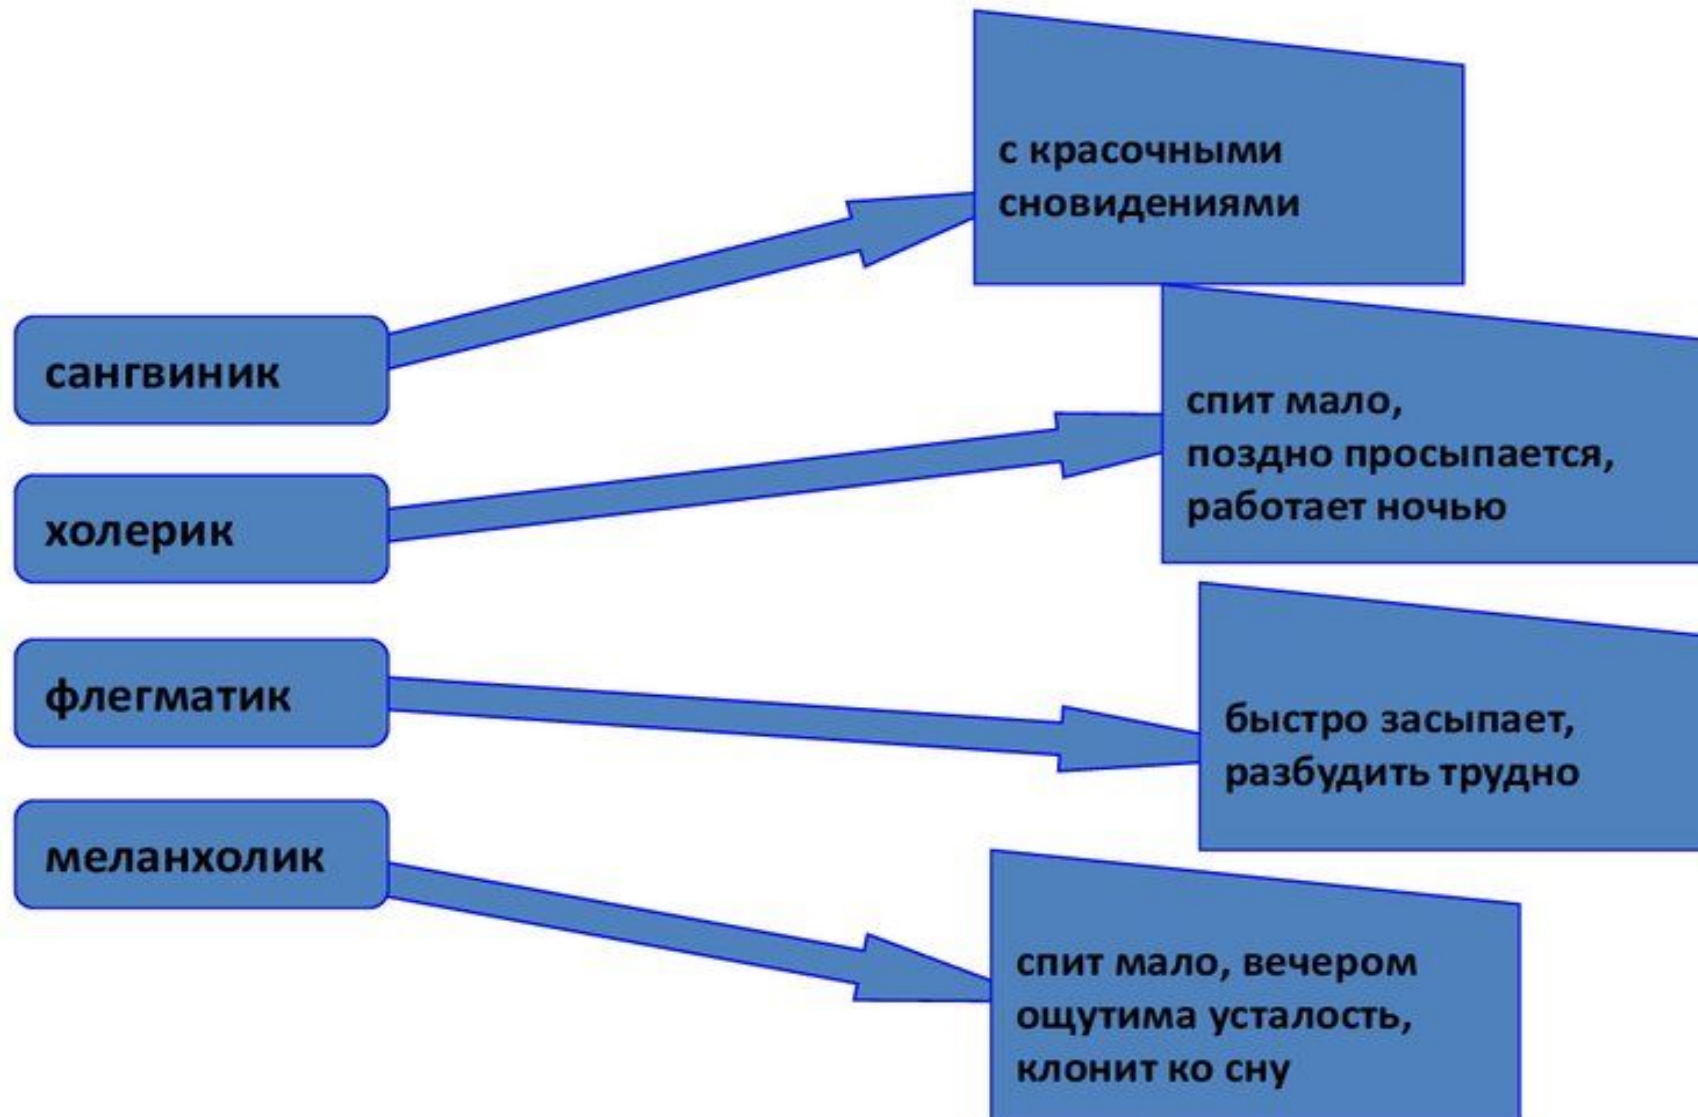 сангвиник
с красочными
сновидениями
холерик
спит мало,
поздно просыпается,
работает ночью
флегматик
быстро засыпает,
разбудить трудно
меланхолик
спит мало, вечером
ощутима усталость,
клонит ко сну